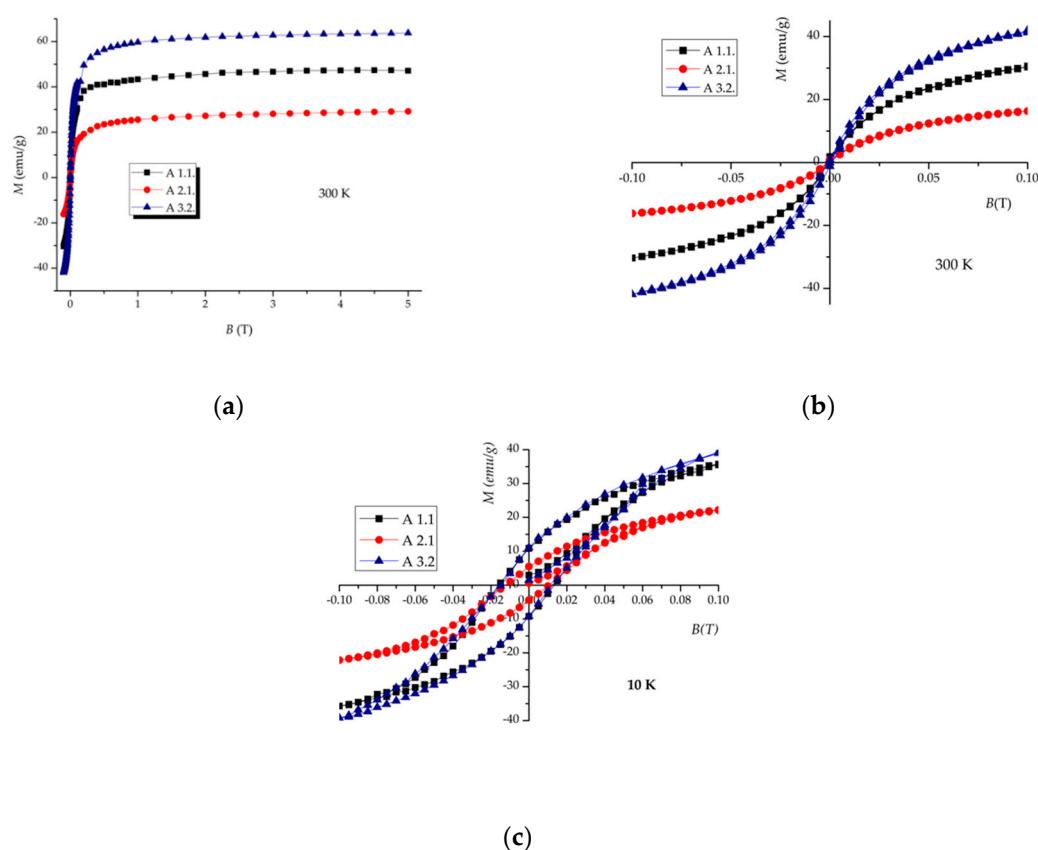 M (emu/g)
60
40
20
0
-20
-40
A 1.1.
A 2.1.
A 3.2.
300 K
0 1 2 3 4 5
B (T)
(a)
M (emu/g)
40
20
0
-20
-40
A 1.1.
A 2.1.
A 3.2.
-0.10 -0.05 0.00 0.05 0.10
B(T)
300 K
(b)
M (emu/g)
40
30
20
10
0
-10
-20
-30
-40
A 1.1
A 2.1
A 3.2
-0.10 -0.08 -0.06 -0.04 -0.02 0.00 0.02 0.04 0.06 0.08 0.10
B(T)
10 K
(c)